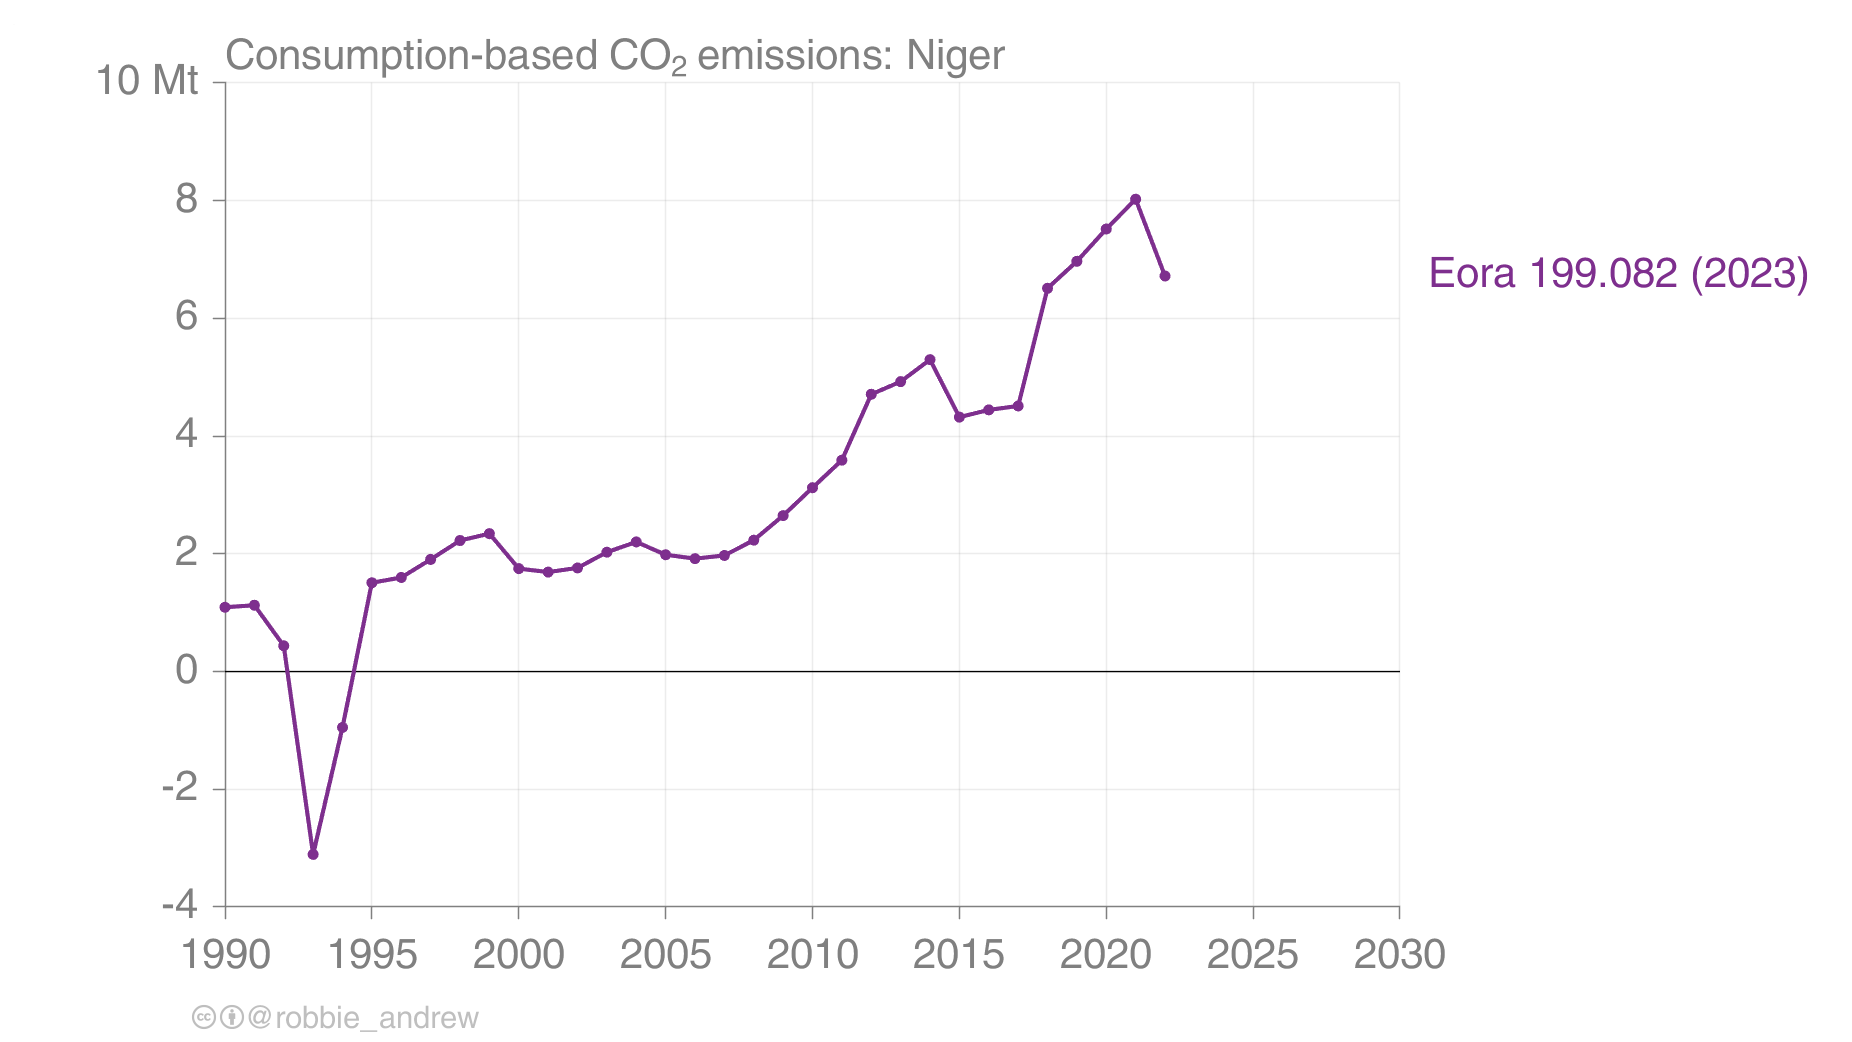 Consumption-based CO₂ emissions: Niger
10 Mt
8
6
4
2
0
-2
-4
1990 1995 2000 2005 2010 2015 2020 2025 2030
Eora 199.082 (2023)
cc @robbie_andrew